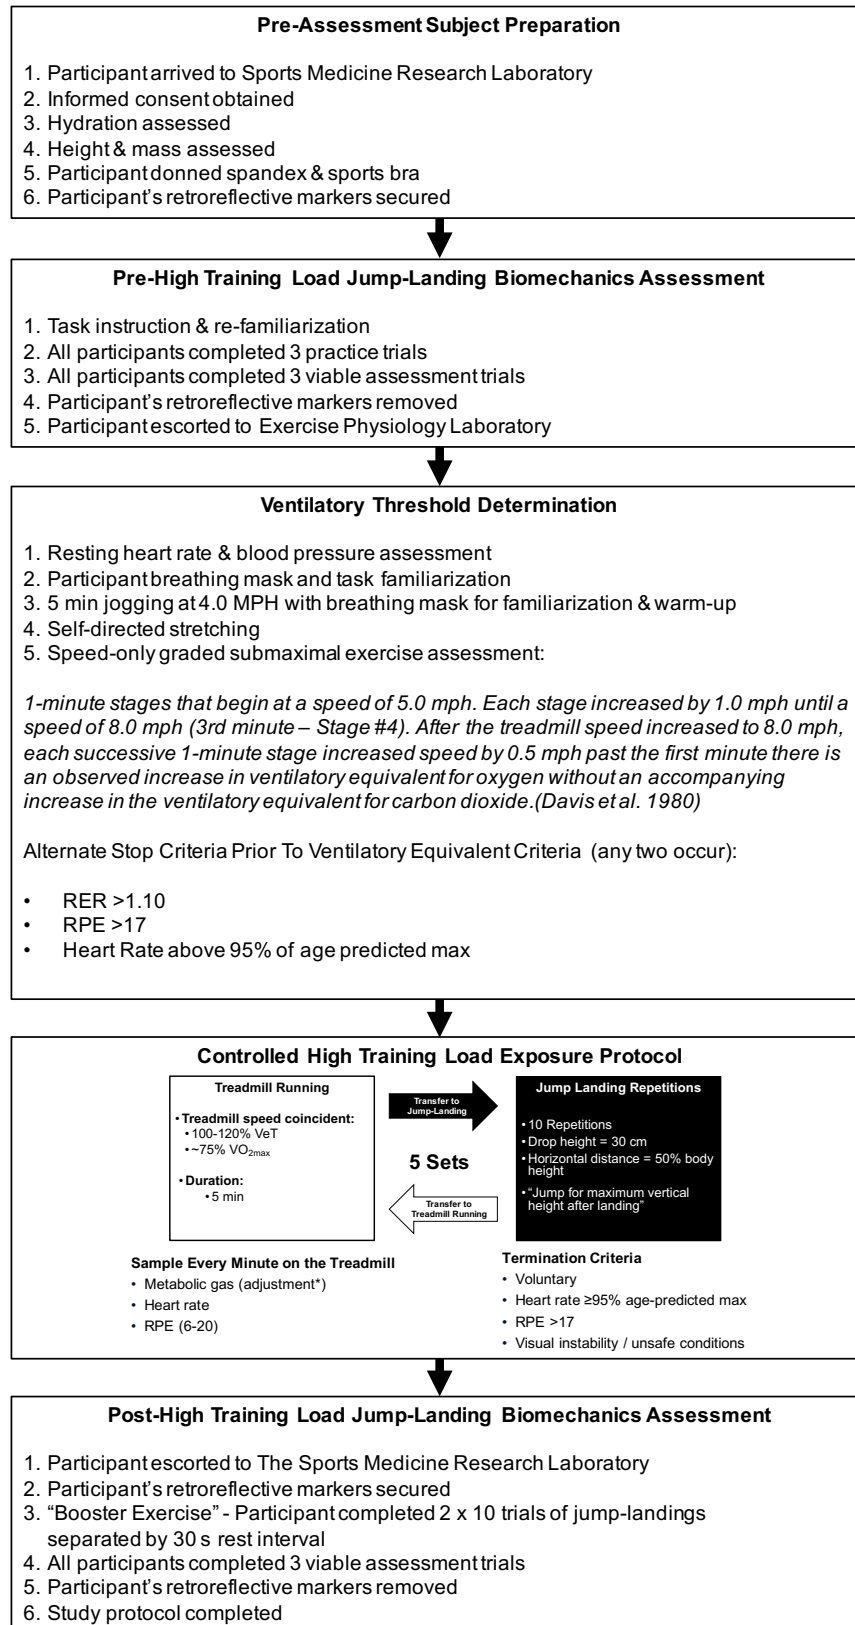 Pre-Assessment Subject Preparation
1. Participant arrived to Sports Medicine Research Laboratory
2. Informed consent obtained
3. Hydration assessed
4. Height & mass assessed
5. Participant donned spandex & sports bra
6. Participant's retroreflective markers secured
Pre-High Training Load Jump-Landing Biomechanics Assessment
1. Task instruction & re-familiarization
2. All participants completed 3 practice trials
3. All participants completed 3 viable assessment trials
4. Participant's retroreflective markers removed
5. Participant escorted to Exercise Physiology Laboratory
Ventilatory Threshold Determination
1. Resting heart rate & blood pressure assessment
2. Participant breathing mask and task familiarization
3. 5 min jogging at 4.0 MPH with breathing mask for familiarization & warm-up
4. Self-directed stretching
5. Speed-only graded submaximal exercise assessment:
1-minute stages that begin at a speed of 5.0 mph. Each stage increased by 1.0 mph until a
speed of 8.0 mph (3rd minute – Stage #4). After the treadmill speed increased to 8.0 mph,
each successive 1-minute stage increased speed by 0.5 mph past the first minute there is
an observed increase in ventilatory equivalent for oxygen without an accompanying
increase in the ventilatory equivalent for carbon dioxide.(Davis et al. 1980)
Alternate Stop Criteria Prior To Ventilatory Equivalent Criteria (any two occur):
• RER >1.10
• RPE >17
• Heart Rate above 95% of age predicted max
Controlled High Training Load Exposure Protocol
Treadmill Running
• Treadmill speed coincident:
• 100-120% VeT
• ~75% VO2max
• Duration:
• 5 min
Transfer to
Jump-Landing
5 Sets
Transfer to
Treadmill Running
Jump Landing Repetitions
• 10 Repetitions
• Drop height = 30 cm
• Horizontal distance = 50% body
height
• "Jump for maximum vertical
height after landing"
Sample Every Minute on the Treadmill
• Metabolic gas (adjustment*)
• Heart rate
• RPE (6-20)
Termination Criteria
• Voluntary
• Heart rate ≥95% age-predicted max
• RPE >17
• Visual instability / unsafe conditions
Post-High Training Load Jump-Landing Biomechanics Assessment
1. Participant escorted to The Sports Medicine Research Laboratory
2. Participant's retroreflective markers secured
3. "Booster Exercise" - Participant completed 2 x 10 trials of jump-landings
separated by 30 s rest interval
4. All participants completed 3 viable assessment trials
5. Participant's retroreflective markers removed
6. Study protocol completed